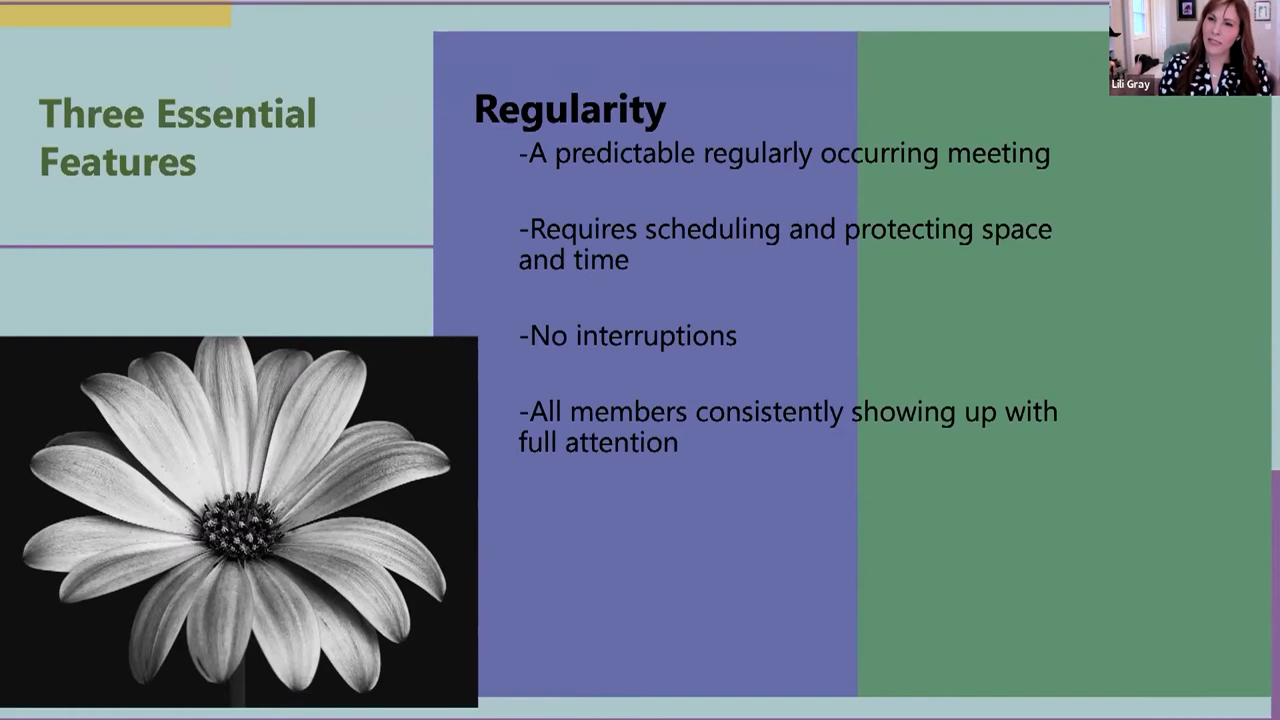 Three Essential
Features
Regularity
-A predictable regularly occurring meeting
-Requires scheduling and protecting space
and time
-No interruptions
-All members consistently showing up with
full attention
Lili Gray